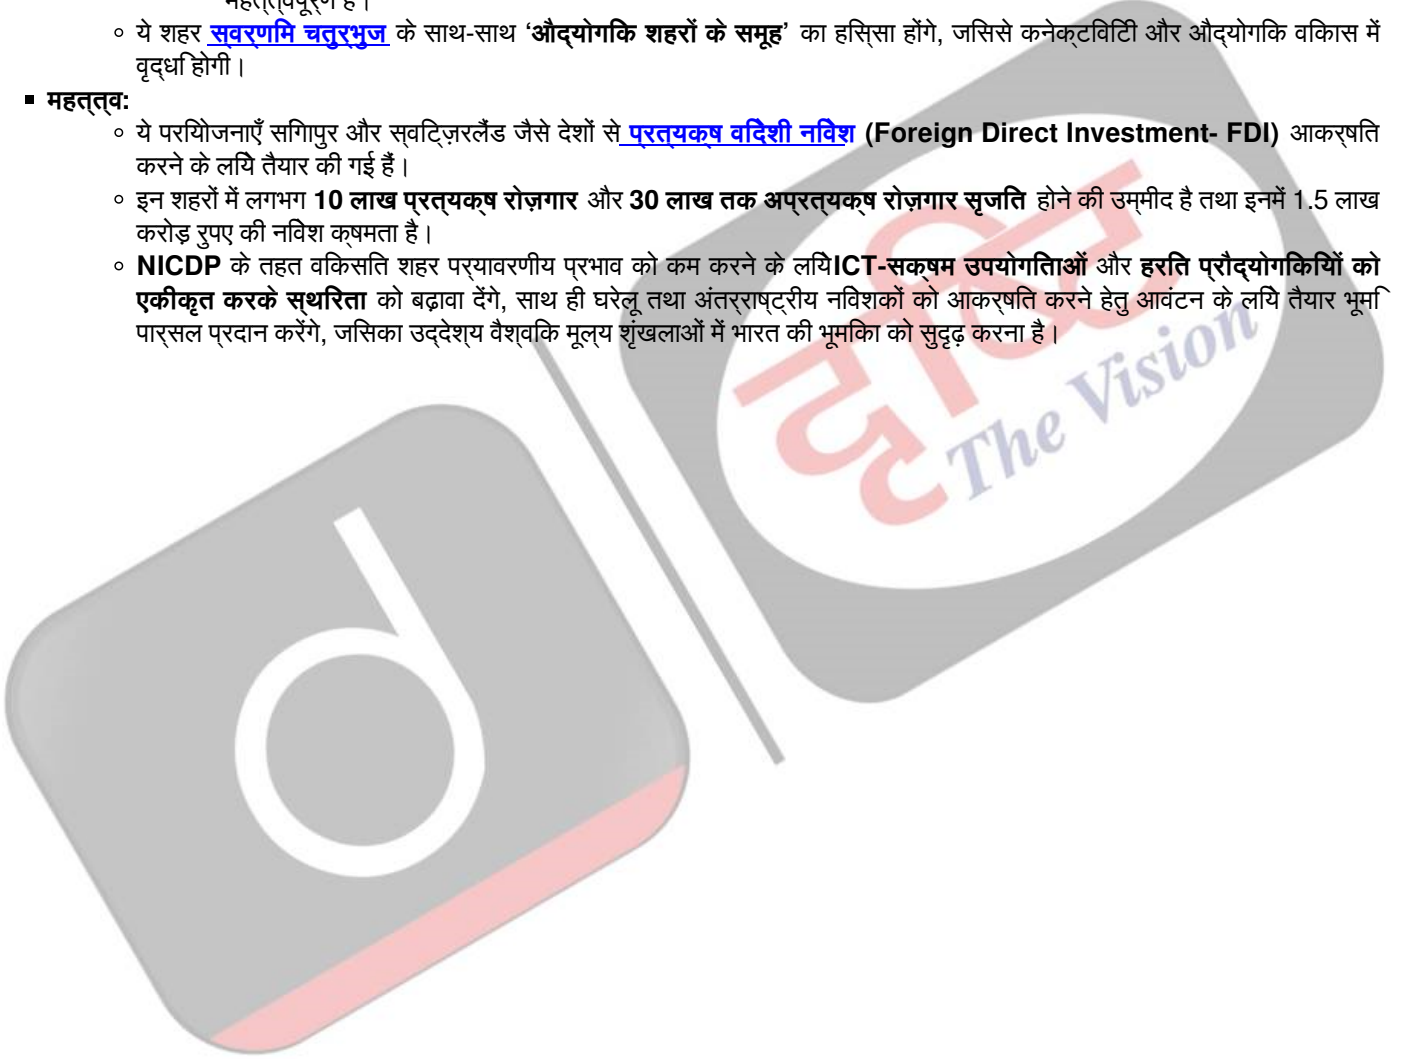 महत्त्वपूर्ण है।
○ ये शहर स्वर्णिम चतुर्भुज के साथ-साथ ‘औद्योगिक शहरों के समूह’ का हिस्सा होंगे, जिससे कनेक्टिविटी और औद्योगिक विकास में
वृद्धि होगी।
■ महत्त्व:
○ ये परियोजनाएँ सिंगापुर और स्विट्ज़रलैंड जैसे देशों से प्रत्यक्ष विदेशी निवेश (Foreign Direct Investment- FDI) आकर्षित
करने के लिये तैयार की गई हैं।
○ इन शहरों में लगभग 10 लाख प्रत्यक्ष रोज़गार और 30 लाख तक अप्रत्यक्ष रोज़गार सृजित होने की उम्मीद है तथा इनमें 1.5 लाख
करोड़ रुपए की निवेश क्षमता है।
○ NICDP के तहत विकसित शहर पर्यावरणीय प्रभाव को कम करने के लिये ICT-सक्षम उपयोगिताओं और हरित प्रौद्योगिकियों को
एकीकृत करके स्थिरता को बढ़ावा देंगे, साथ ही घरेलू तथा अंतर्राष्ट्रीय निवेशकों को आकर्षित करने हेतु आवंटन के लिये तैयार भूमि
पार्सल प्रदान करेंगे, जिसका उद्देश्य वैश्विक मूल्य शृंखलाओं में भारत की भूमिका को सुदृढ़ करना है।
दृष्टि
The Vision
d